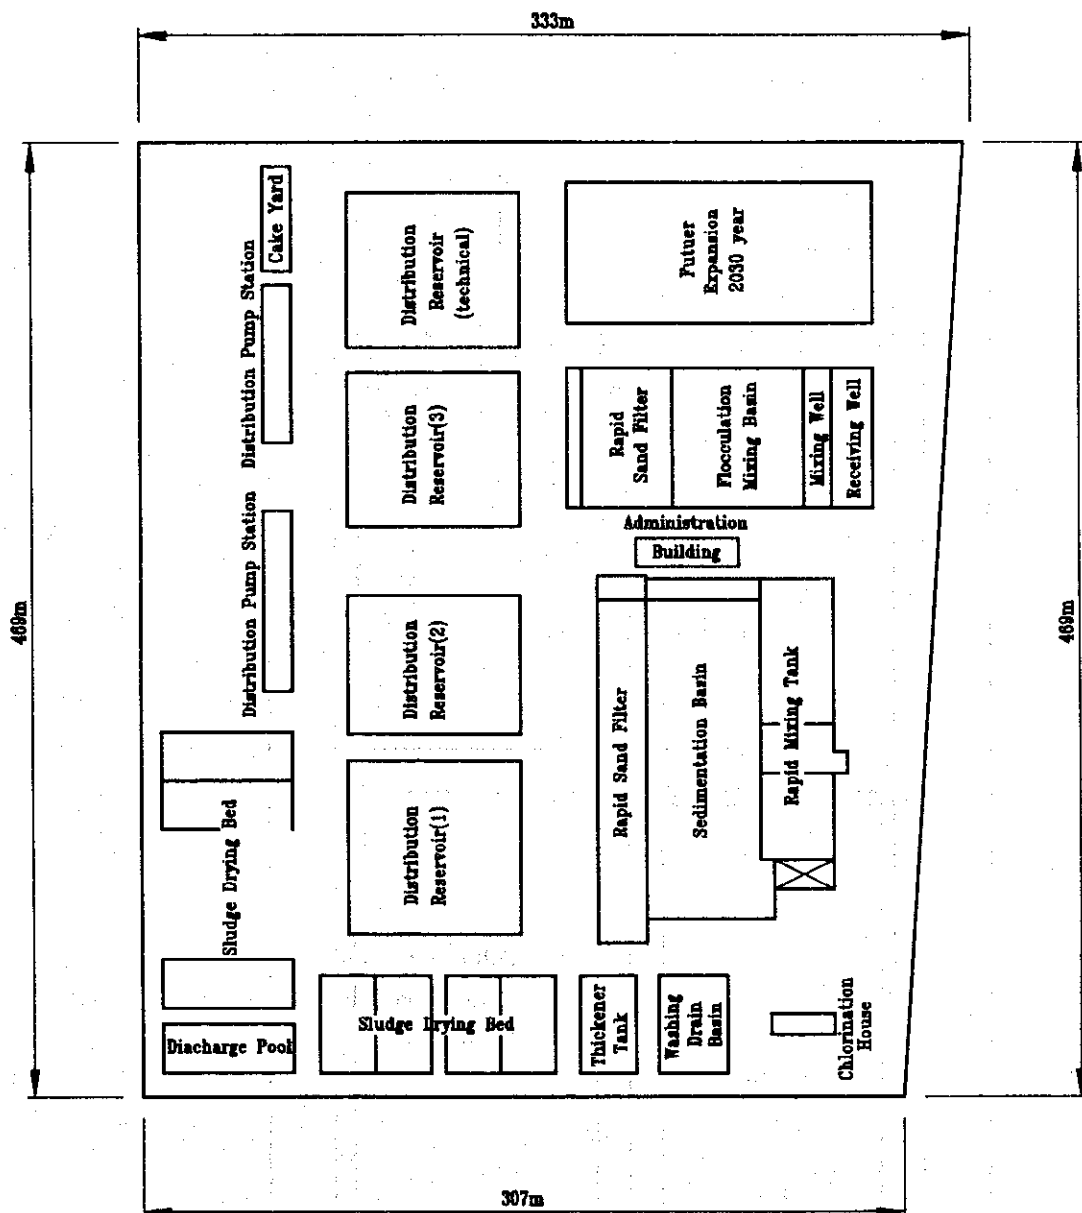 333m
469m
469m
Cake Yard
Distribution Pump Station
Distribution
Reservoir
(technical)
Futuer
Expansion
2030 year
Distribution
Reservoir(3)
Rapid
Sand Filter
Flocculation
Mixing Basin
Mixing Well
Receiving Well
Administration
Building
Distribution Pump Station
Distribution
Reservoir(2)
Rapid Sand Filter
Sedimentation Basin
Rapid Mixing Tank
Sludge Drying Bed
Distribution
Reservoir(1)
Diacharge Pool
Sludge Drying Bed
Thickener
Tank
Washing
Drain
Basin
Chlorination
House
307m